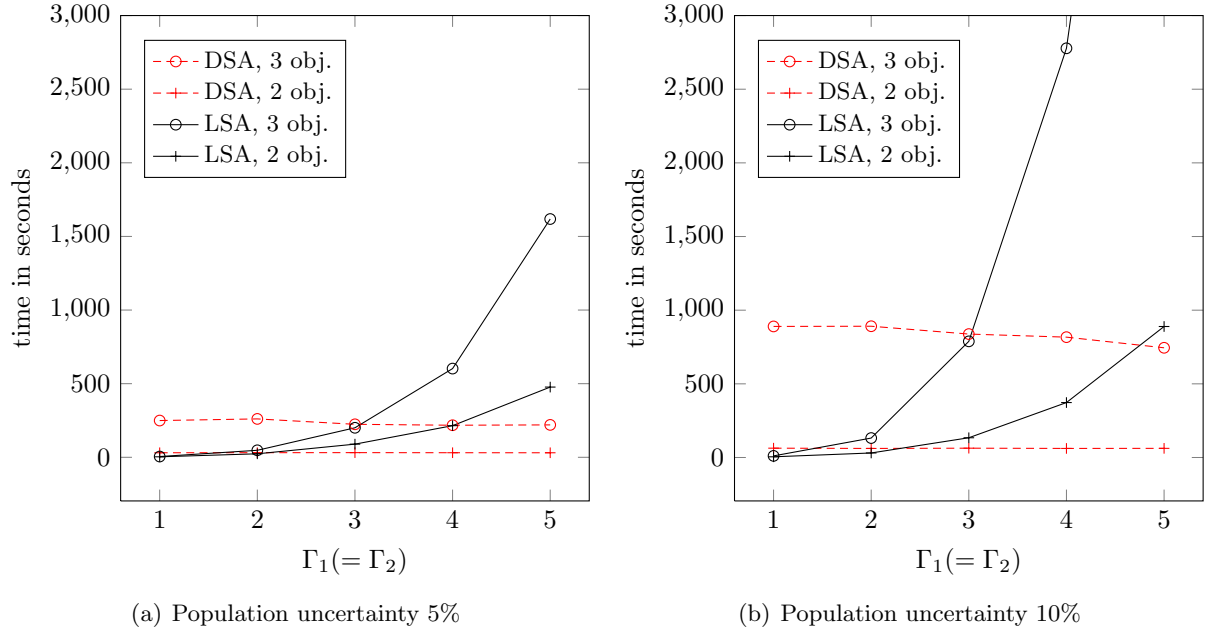 3,000
2,500
2,000
1,500
1,000
500
0
time in seconds
DSA, 3 obj.
DSA, 2 obj.
LSA, 3 obj.
LSA, 2 obj.
1 2 3 4 5
Γ₁(= Γ₂)
(a) Population uncertainty 5%
3,000
2,500
2,000
1,500
1,000
500
0
time in seconds
DSA, 3 obj.
DSA, 2 obj.
LSA, 3 obj.
LSA, 2 obj.
1 2 3 4 5
Γ₁(= Γ₂)
(b) Population uncertainty 10%